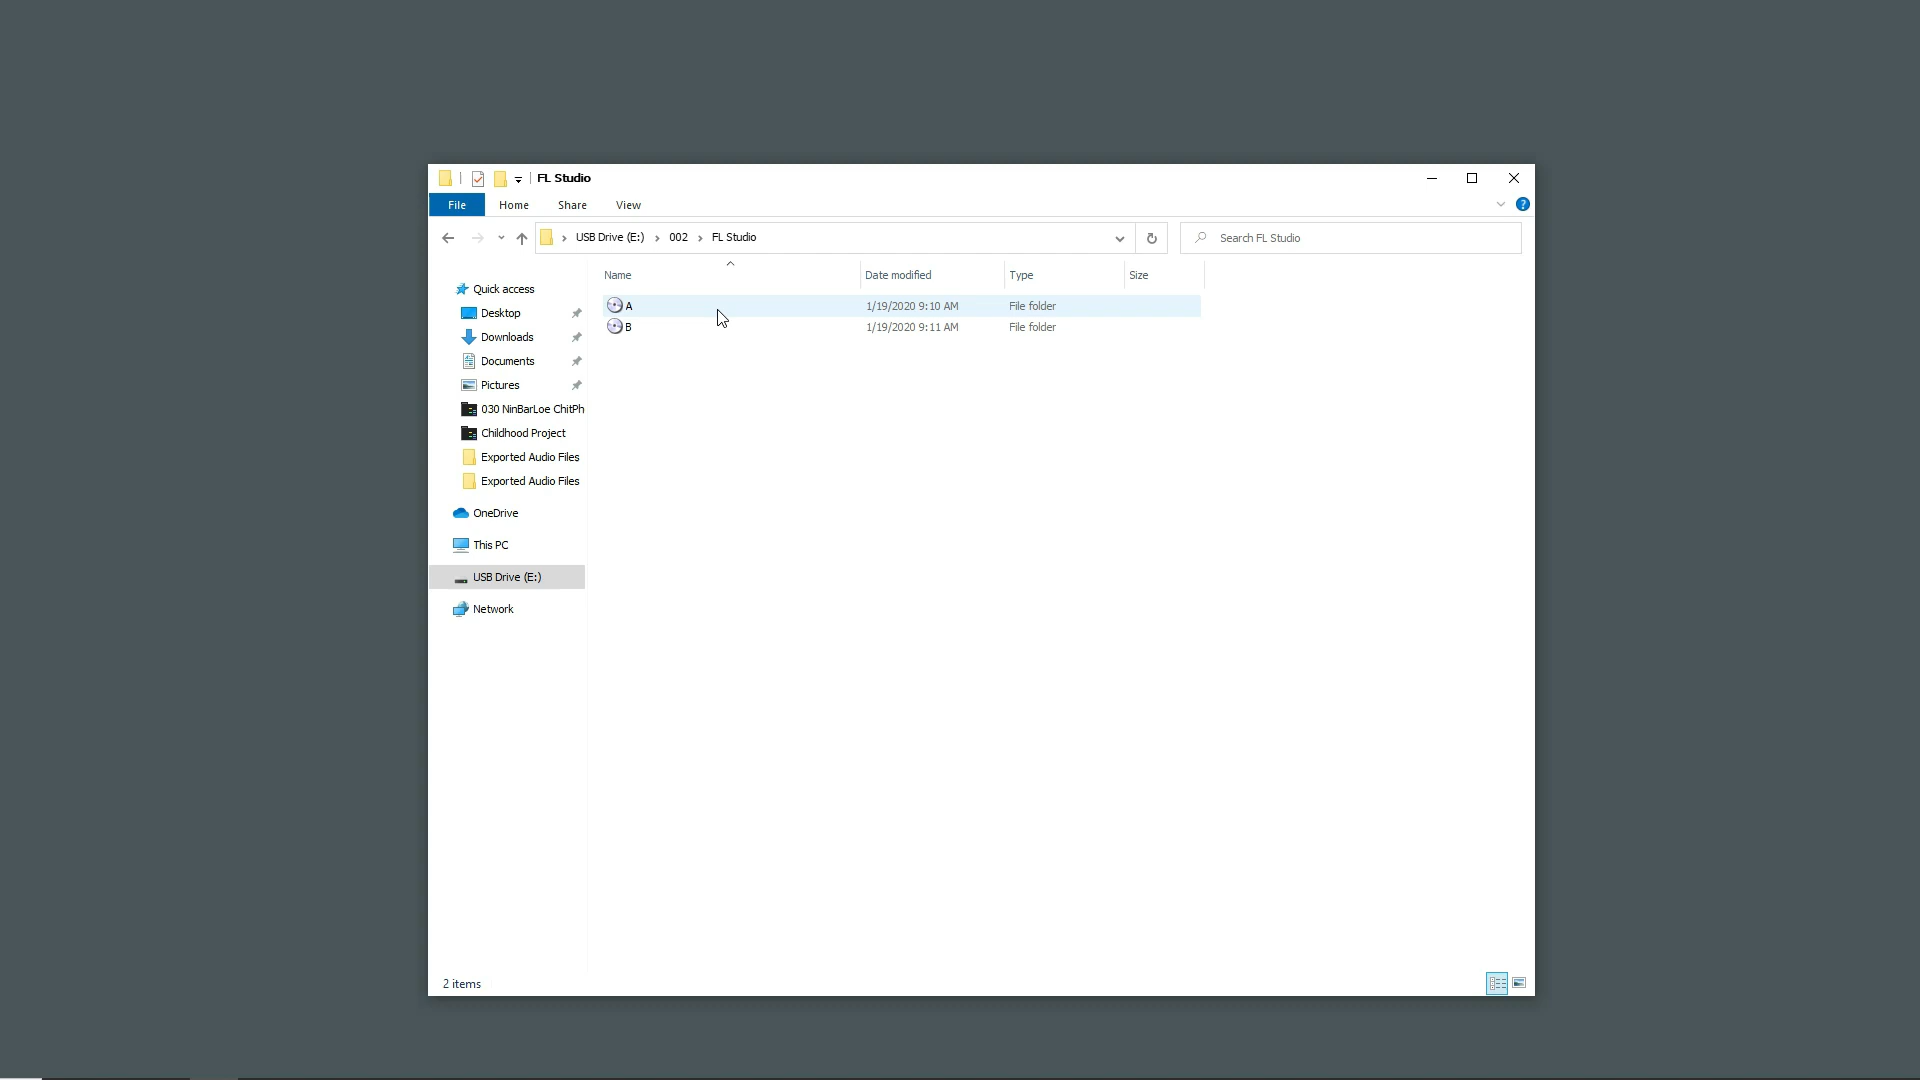 FL Studio
File Home Share View
USB Drive (E:) 002 FL Studio Search FL Studio
Name Date modified Type Size
A 1/19/2020 9:10 AM File folder
B 1/19/2020 9:11 AM File folder
Quick access
Desktop
Downloads
Documents
Pictures
030 NinBarLoe ChitPh
Childhood Project
Exported Audio Files
Exported Audio Files
OneDrive
This PC
USB Drive (E:)
Network
2 items